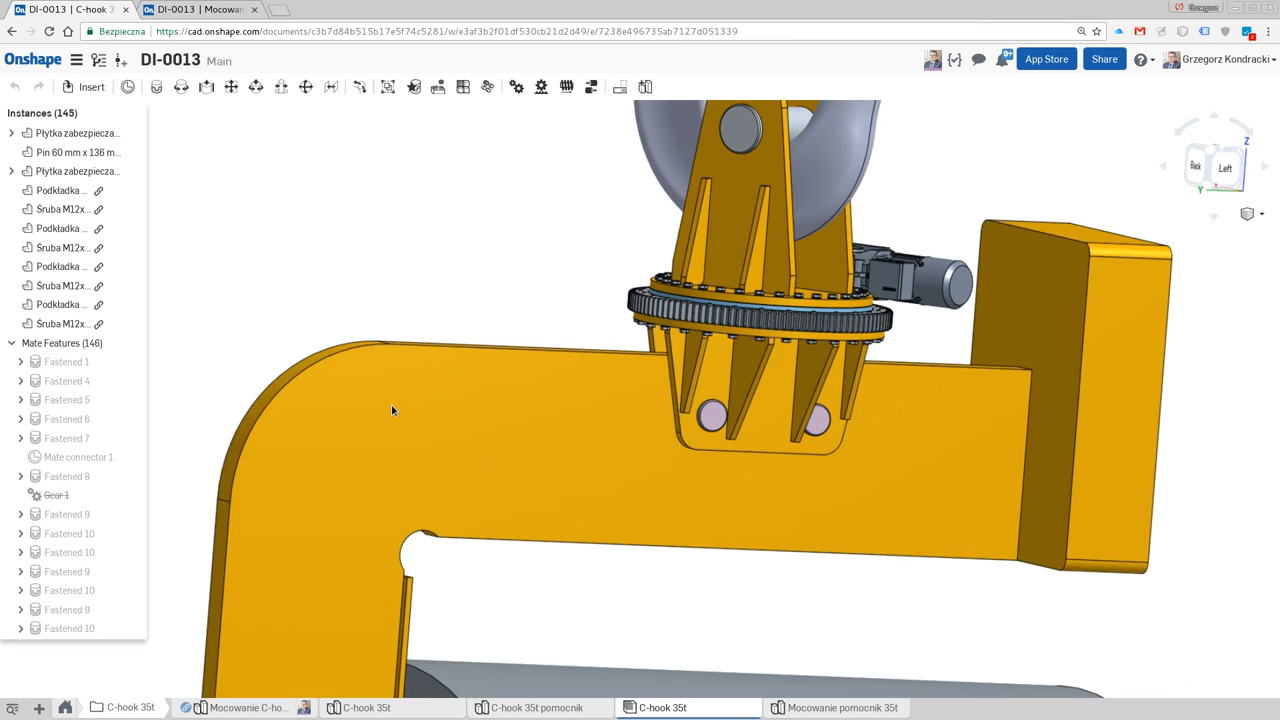 DI-0013 | C-hook 3
DI-0013 | Mocowan
Grzegorz
Bezpieczna
https://cad.onshape.com/documents/c3b7d84b515b17e5f74c5281/w/e3af3b2f01df530cb21d2d49/e/7238e496735ab7127d051339
Onshape
DI-0013 Main
App Store
Share
Grzegorz Kondracki
Insert
Instances (145)
Płytka zabezpiecza...
Pin 60 mm x 136 m...
Płytka zabezpiecza...
Podkładka ...
Śruba M12x...
Podkładka ...
Śruba M12x...
Podkładka ...
Śruba M12x...
Podkładka ...
Śruba M12x...
Mate Features (146)
Fastened 1
Fastened 4
Fastened 5
Fastened 6
Fastened 7
Mate connector 1
Fastened 8
Gear 1
Fastened 9
Fastened 10
Fastened 10
Fastened 9
Fastened 10
Fastened 9
Fastened 10
Z
Back
Left
Y
C-hook 35t
Mocowanie C-ho...
C-hook 35t
C-hook 35t pomocnik
C-hook 35t
Mocowanie pomocnik 35t